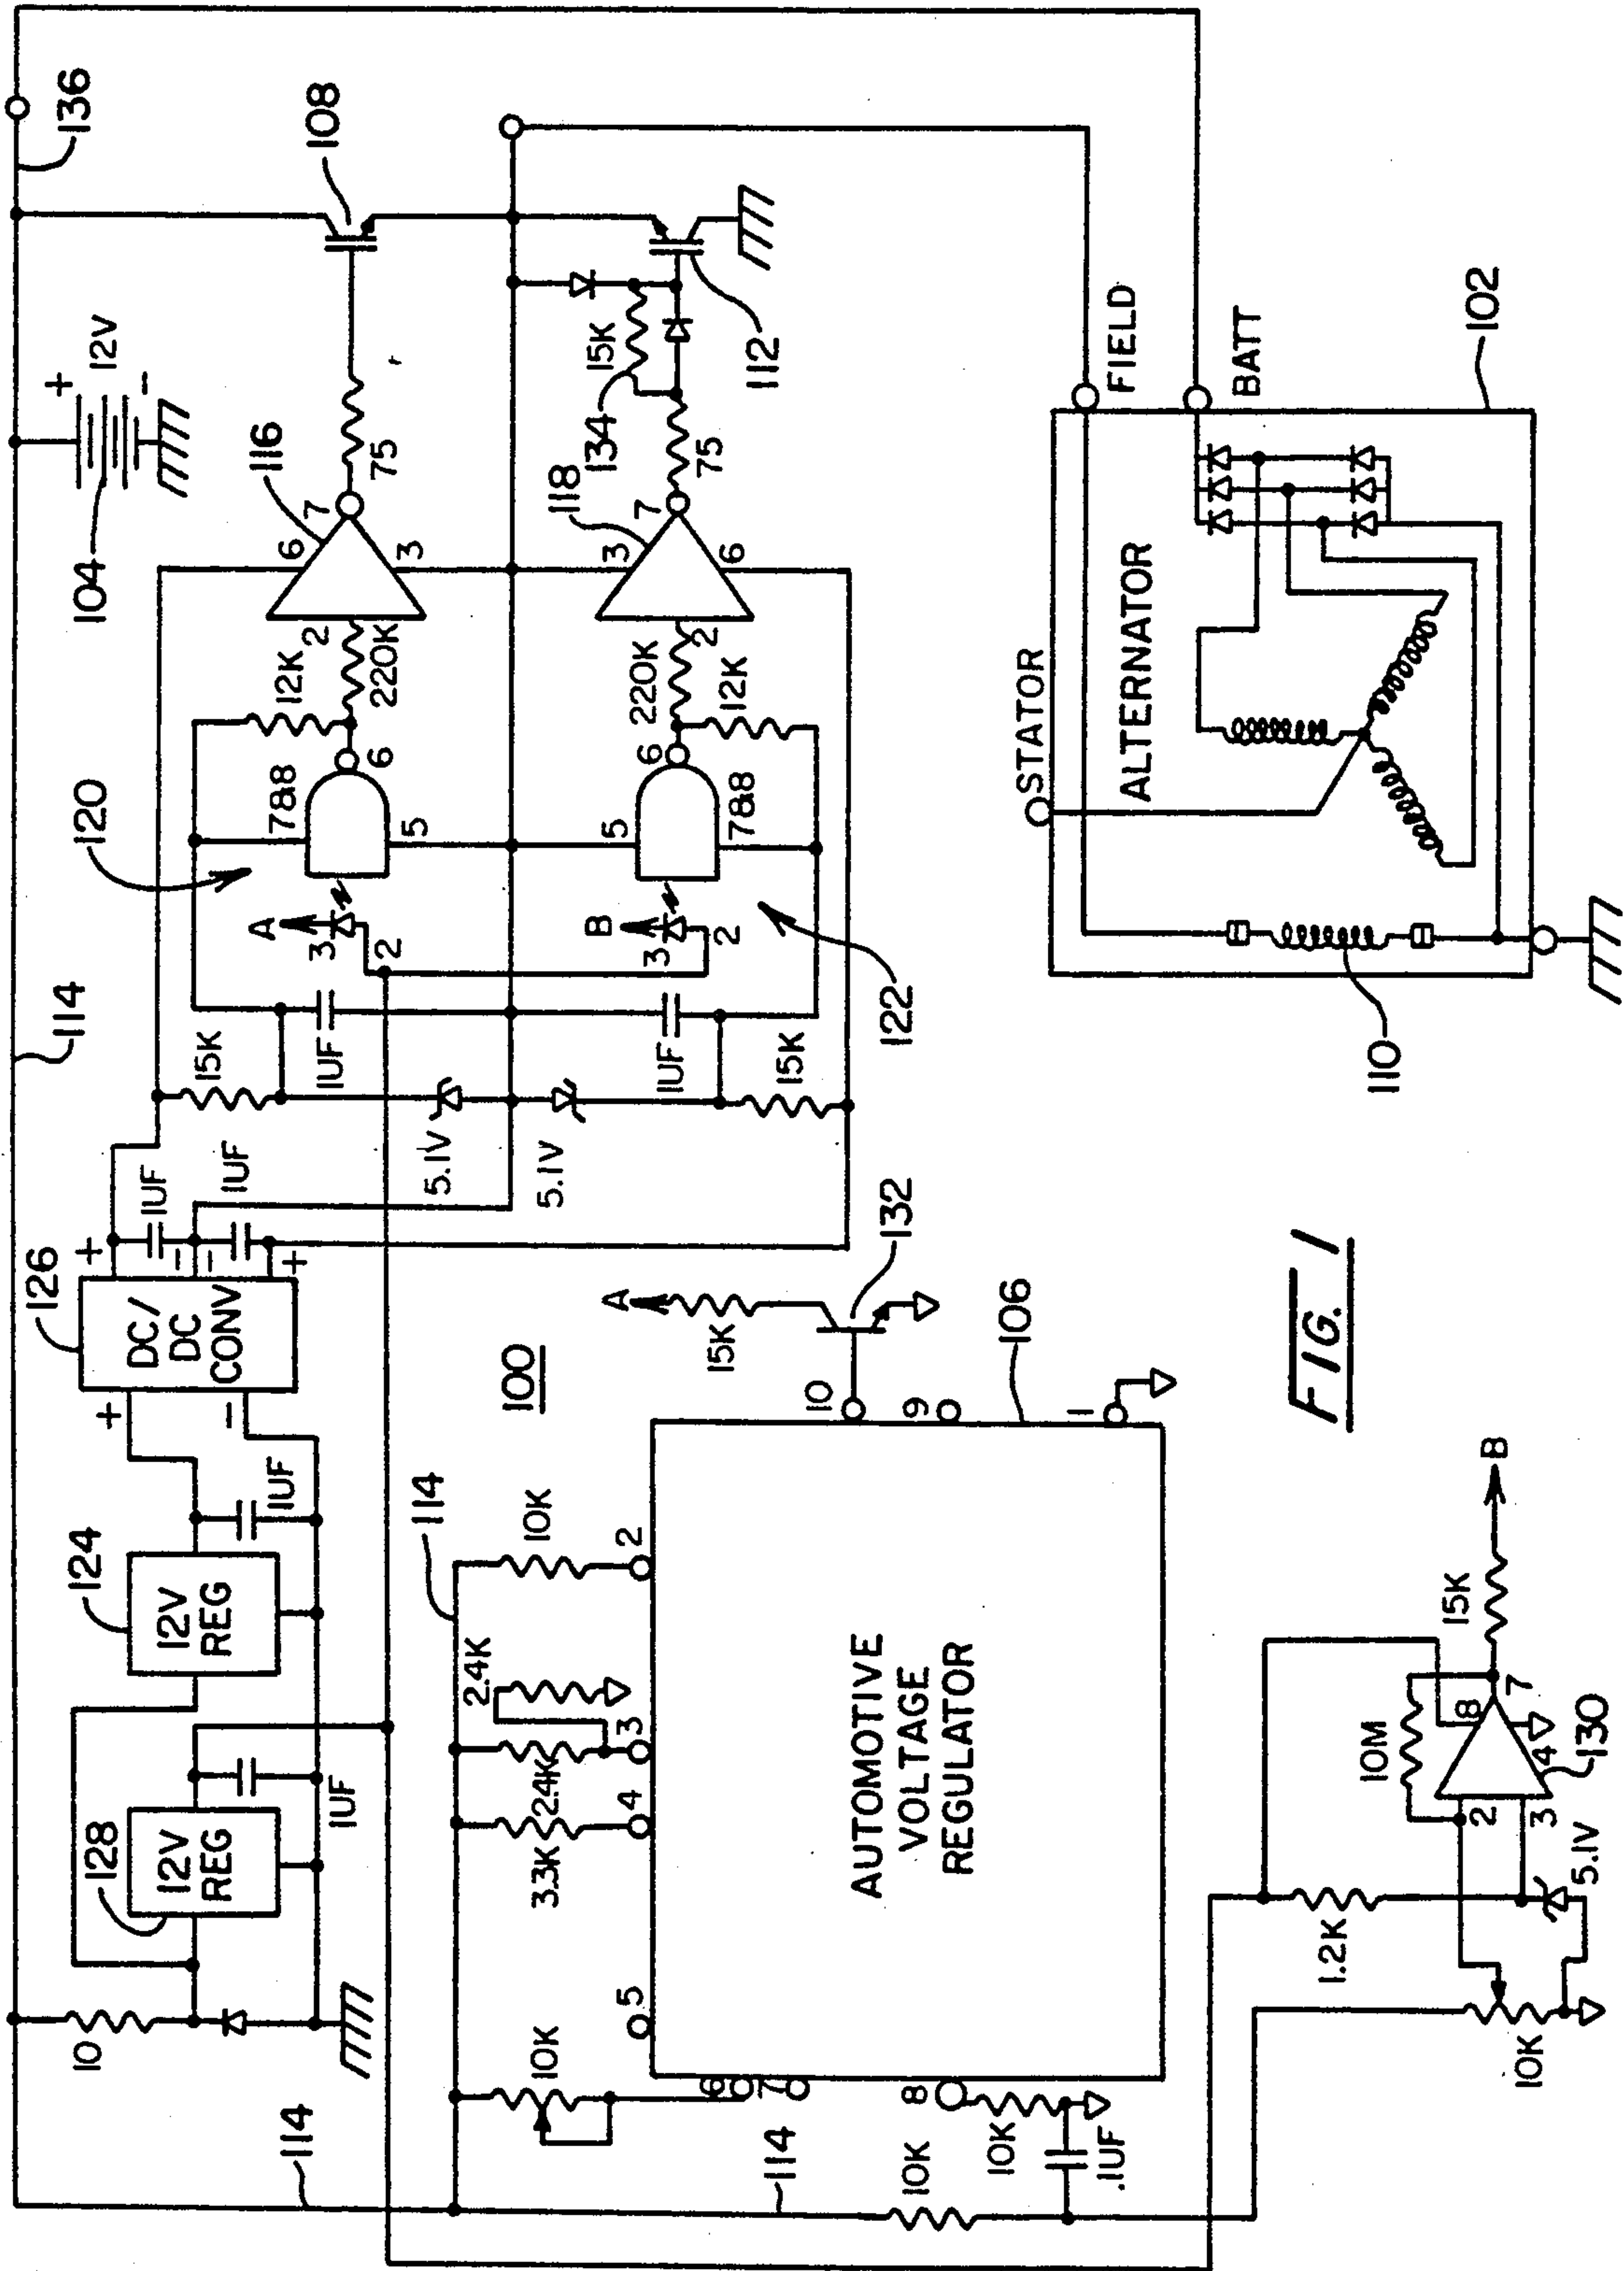 136
108
+
12V
-
104
116
6
7
3
75
12K
2
220K
120
7&8
6
5
A
3
2
114
15K
1UF
5.1V
5.1V
1UF
15K
B
3
2
122
5
7&8
6
220K
12K
2
118
3
7
6
75
134
15K
112
126
+
1UF
-
-
1UF
+
DC/
DC
CONV
+
-
1UF
124
12V
REG
128
12V
REG
1UF
10
114
STATOR
FIELD
BATT
ALTERNATOR
102
110
100
A
15K
132
10
9
1
106
114
10K
2
2.4K
3
2.4K
4
3.3K
5
10K
6
7
8
AUTOMOTIVE
VOLTAGE
REGULATOR
114
10K
10K
.1UF
B
15K
10M
8
7
2
3
4
130
1.2K
5.1V
10K
FIG. 1